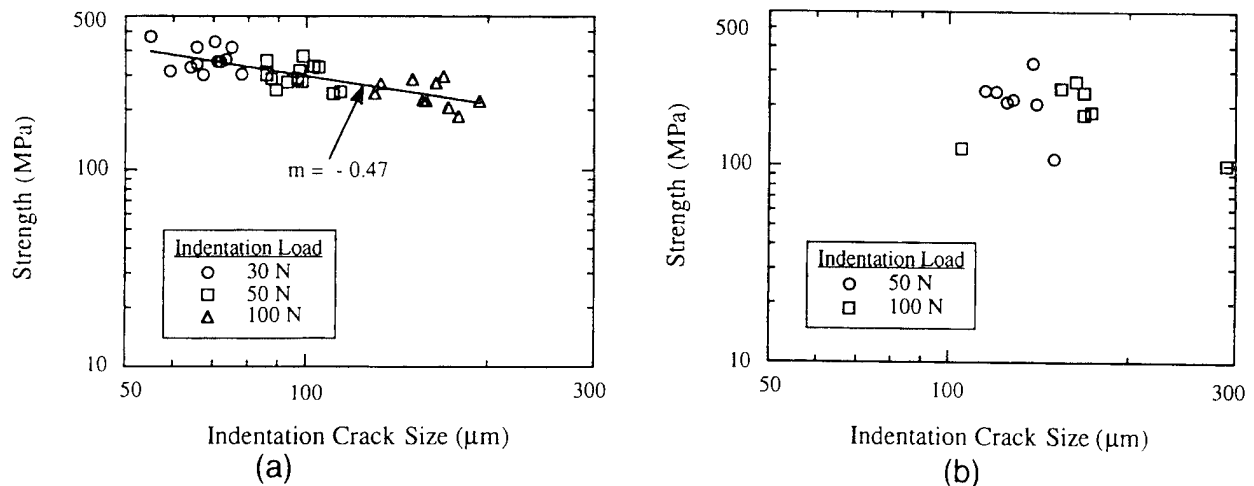 500
100
10
Strength (MPa)
m = - 0.47
Indentation Load
30 N
50 N
100 N
50
100
300
Indentation Crack Size (μm)
(a)
500
100
10
Strength (MPa)
Indentation Load
50 N
100 N
50
100
300
Indentation Crack Size (μm)
(b)